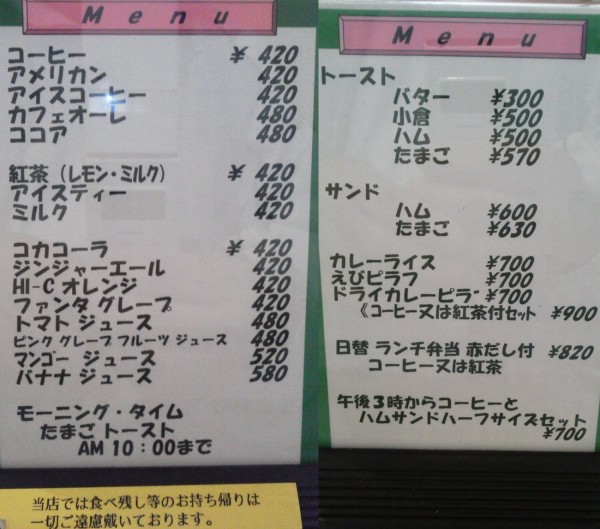 Menu
コーヒー ¥ 420
アメリカン 420
アイスコーヒー 420
カフェオーレ 480
ココア 480
紅茶 (レモン・ミルク) ¥ 420
アイスティー 420
ミルク 420
コカコーラ ¥ 420
ジンジャーエール 420
HI-C オレンジ 420
ファンタ グレープ 420
トマト ジュース 480
ピンク グレープ フルーツ ジュース 480
マンゴー ジュース 520
バナナ ジュース 580
モーニング・タイム
たまご トースト
AM 10:00まで
当店では食べ残し等のお持ち帰りは
一切ご遠慮戴いております。
Menu
トースト
バター ¥300
小倉 ¥500
ハム ¥500
たまご ¥570
サンド
ハム ¥600
たまご ¥630
カレーライス ¥700
えびピラフ ¥700
ドライカレーピラフ ¥700
《コーヒー又は紅茶付セット ¥900
日替 ランチ弁当 赤だし付 ¥820
コーヒー又は紅茶
午後3時からコーヒーと
ハムサンドハーフサイズセット
¥700